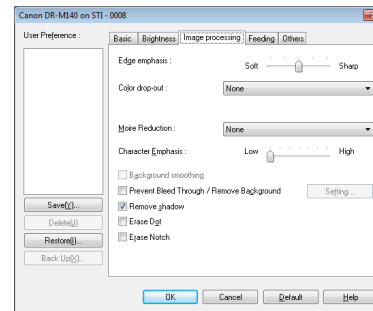 Canon DR-M140 on STI - 0008
User Preference :
Save(Y)...
Delete(J)
Restore(I)...
Back Up(X)...
Basic Brightness Image processing Feeding Others
Edge emphasis : Soft Sharp
Color drop-out : None
Moire Reduction : None
Character Emphasis : Low High
Background smoothing
Prevent Bleed Through / Remove Background Setting...
Remove shadow
Erase Dot
Erase Notch
OK Cancel Default Help